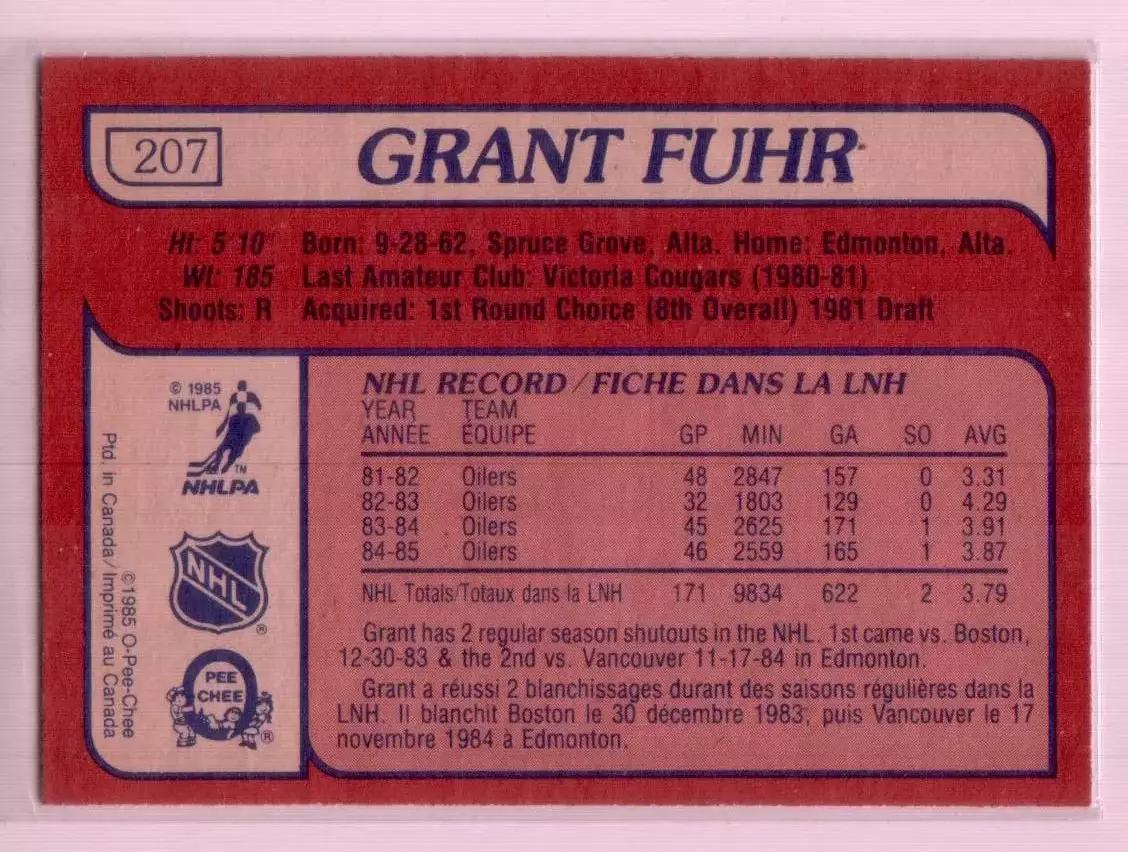 207
GRANT FUHR
Ht: 5'10" Born: 9-28-62, Spruce Grove, Alta. Home: Edmonton, Alta.
Wt: 185 Last Amateur Club: Victoria Cougars (1980-81)
Shoots: R Acquired: 1st Round Choice (8th Overall) 1981 Draft
© 1985
NHLPA
TM
NHLPA
NHL
®
PEE
CHEE
®
Ptd. in Canada/Imprimé au Canada
©1985 O-Pee-Chee
NHL RECORD/FICHE DANS LA LNH
YEAR TEAM
ANNÉE ÉQUIPE GP MIN GA SO AVG
81-82 Oilers 48 2847 157 0 3.31
82-83 Oilers 32 1803 129 0 4.29
83-84 Oilers 45 2625 171 1 3.91
84-85 Oilers 46 2559 165 1 3.87
NHL Totals/Totaux dans la LNH 171 9834 622 2 3.79
Grant has 2 regular season shutouts in the NHL. 1st came vs. Boston,
12-30-83 & the 2nd vs. Vancouver 11-17-84 in Edmonton.
Grant a réussi 2 blanchissages durant des saisons régulières dans la
LNH. Il blanchit Boston le 30 décembre 1983, puis Vancouver le 17
novembre 1984 à Edmonton.